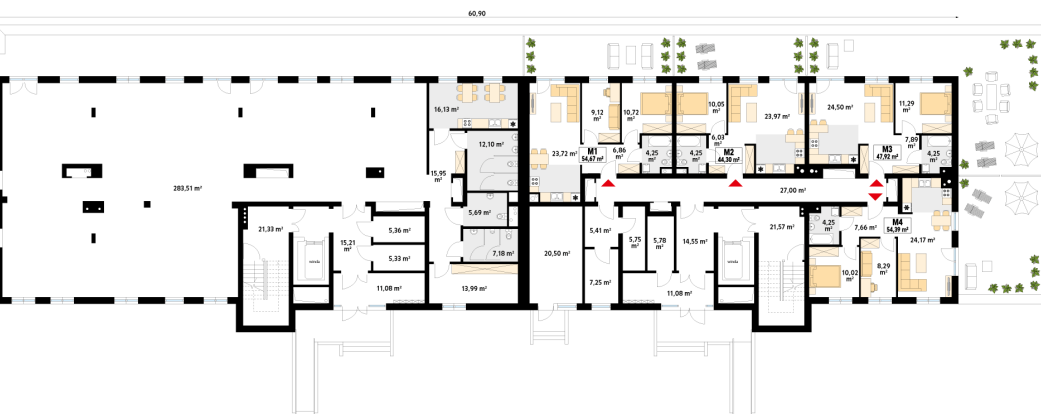 60,90
16,13 m²
9,12
m²
10,72
m²
10,05
m²
23,97 m²
24,50 m²
11,29
m²
12,10 m²
23,72 m²
M1
54,67 m²
6,86
m²
4,25
m²
4,25
m²
6,03
m²
M2
44,30 m²
M3
47,92 m²
7,89
m²
4,25
m²
15,95
m²
283,51 m²
27,00 m²
5,69 m²
21,33 m²
15,21
m²
5,36 m²
5,33 m²
11,08 m²
7,18 m²
13,99 m²
20,50 m²
5,41 m²
5,75
m²
5,78
m²
7,25 m²
14,55 m²
11,08 m²
21,57 m²
4,25
m²
7,66 m²
M4
54,39 m²
24,17 m²
10,02
m²
8,29
m²
winda
winda